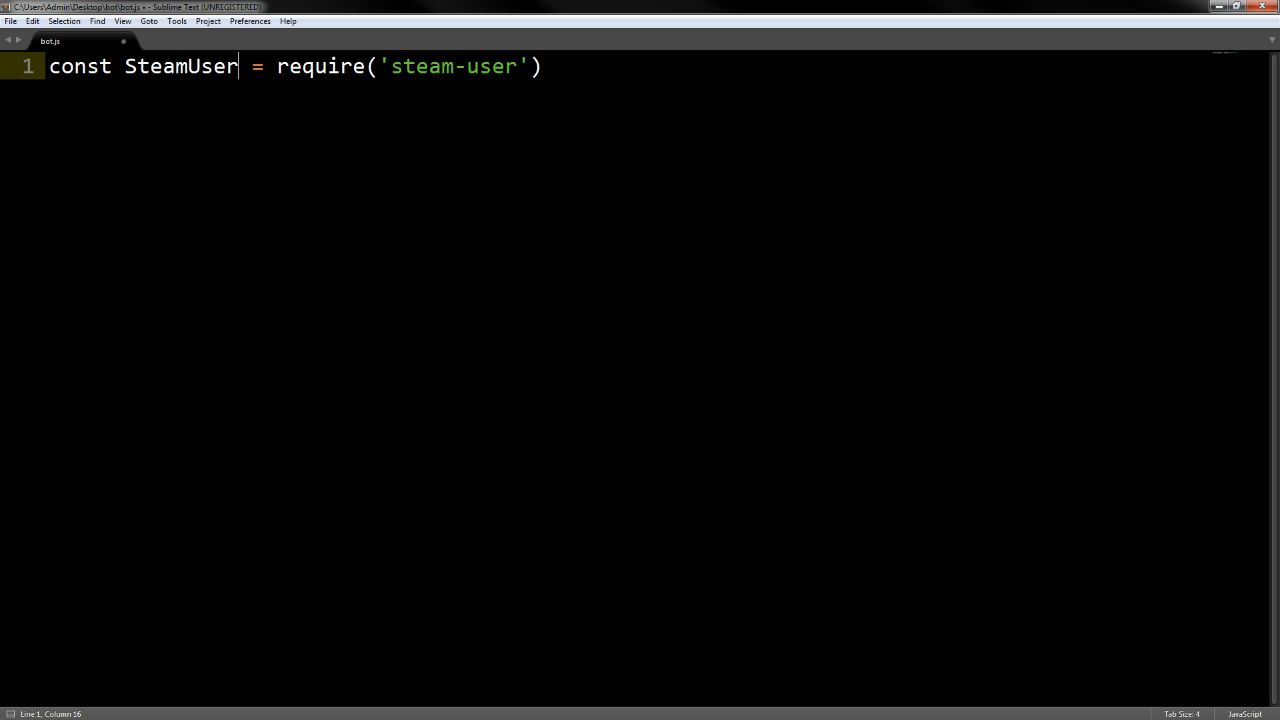 C:\Users\Admin\Desktop\bot\bot.js • - Sublime Text (UNREGISTERED)
File Edit Selection Find View Goto Tools Project Preferences Help
bot.js
1 const SteamUser = require('steam-user')
Line 1, Column 16 Tab Size: 4 JavaScript